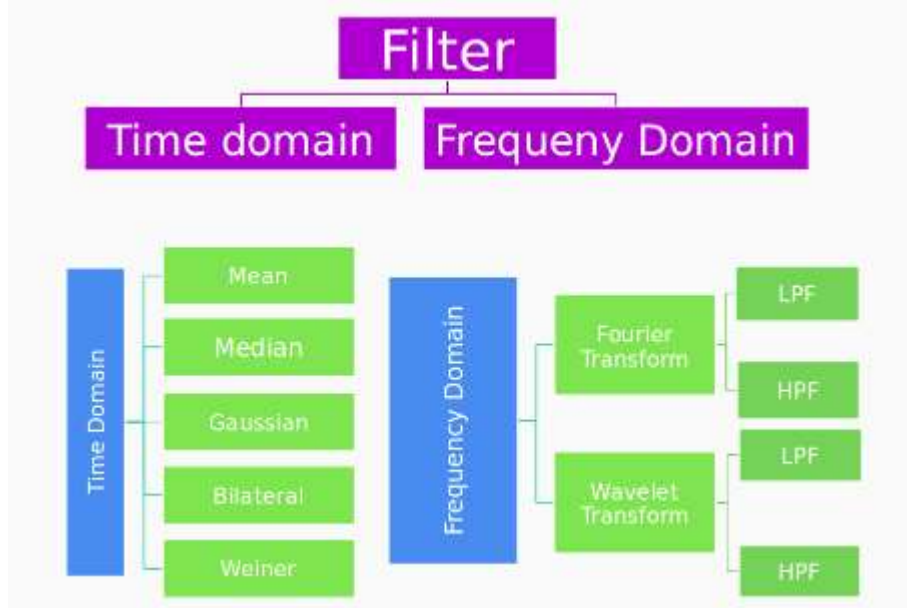 Filter
Time domain
Frequeny Domain
Time Domain
Mean
Median
Gaussian
Bilateral
Weiner
Frequency Domain
Fourier
Transform
LPF
HPF
Wavelet
Transform
LPF
HPF